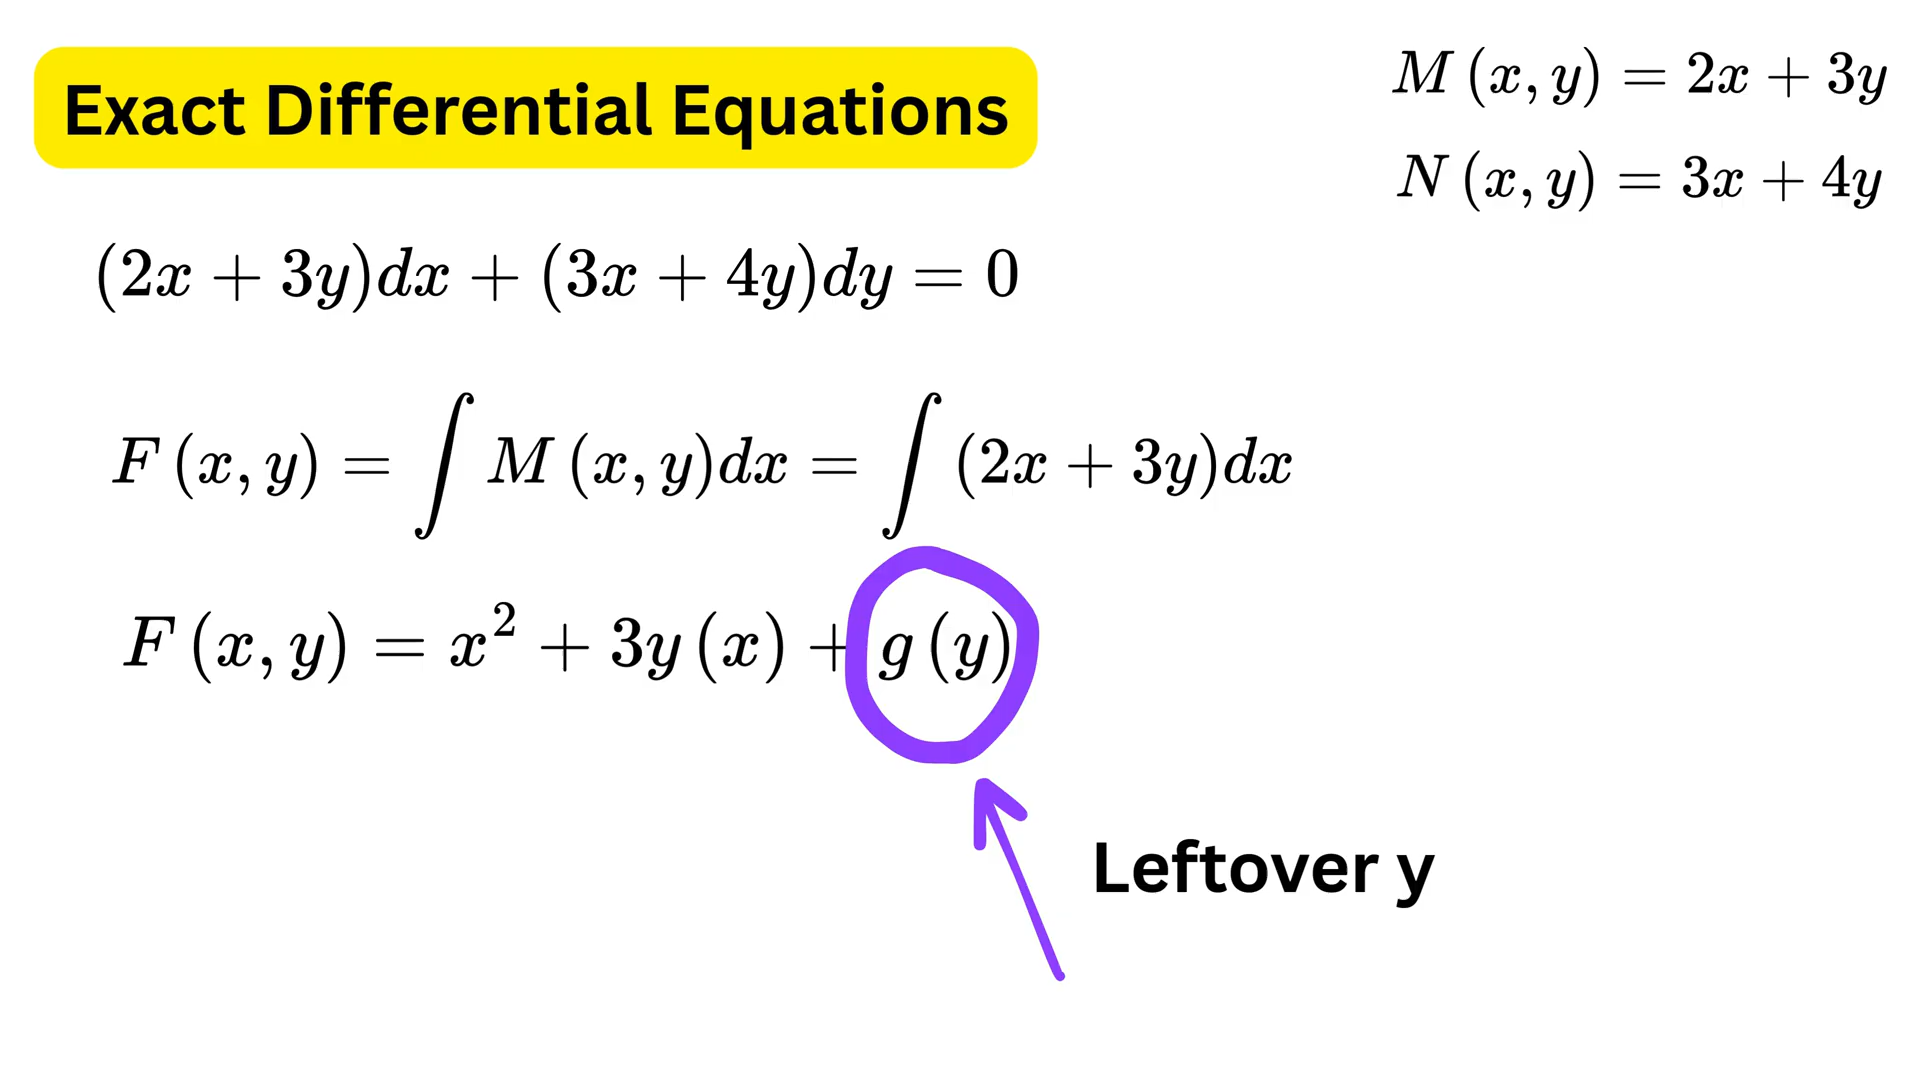 Exact Differential Equations
M(x, y) = 2x + 3y
N(x, y) = 3x + 4y
(2x + 3y)dx + (3x + 4y)dy = 0
F(x, y) = ∫ M(x, y)dx = ∫ (2x + 3y)dx
F(x, y) = x² + 3y(x) + g(y)
Leftover y